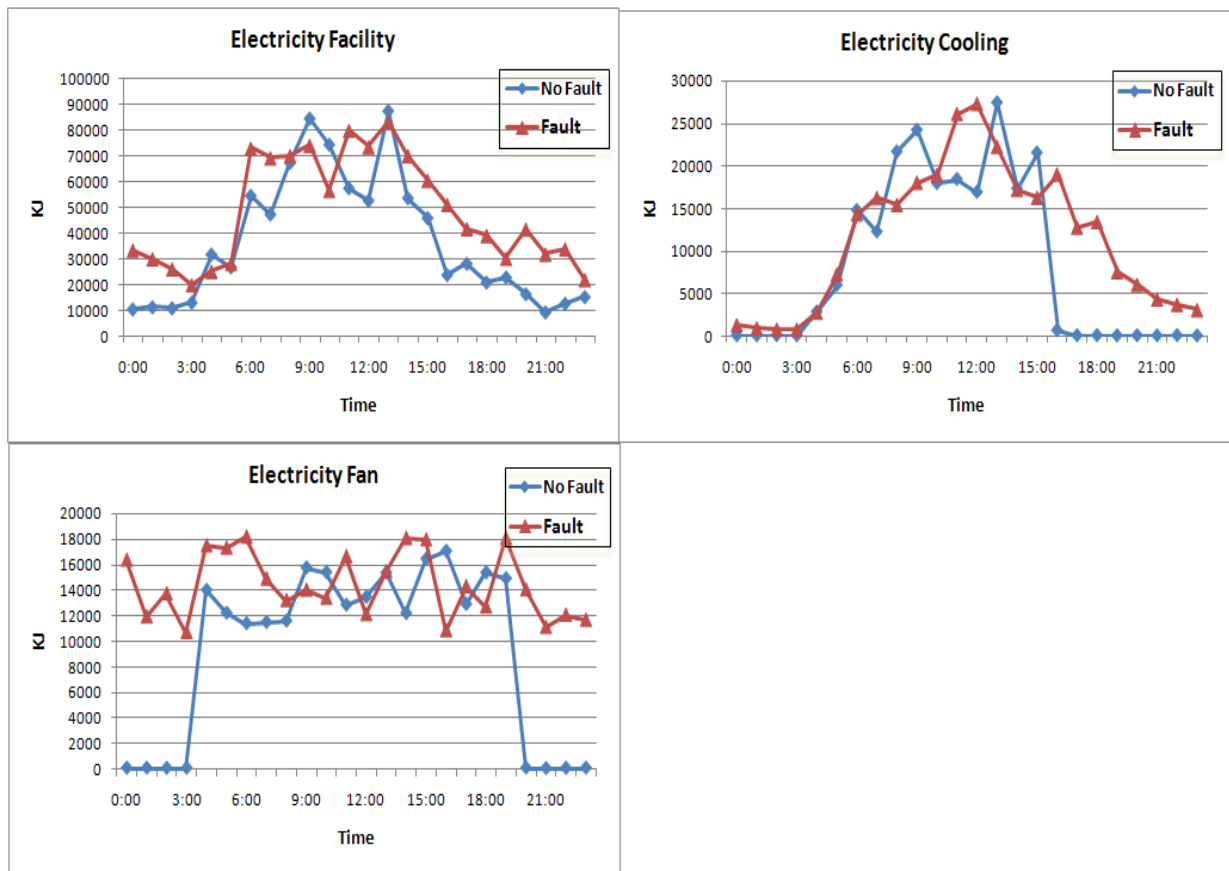 Electricity Facility
No Fault
Fault
100000
90000
80000
70000
60000
50000
40000
30000
20000
10000
0
KJ
0:00 3:00 6:00 9:00 12:00 15:00 18:00 21:00
Time
Electricity Cooling
No Fault
Fault
30000
25000
20000
15000
10000
5000
0
KJ
0:00 3:00 6:00 9:00 12:00 15:00 18:00 21:00
Time
Electricity Fan
No Fault
Fault
20000
18000
16000
14000
12000
10000
8000
6000
4000
2000
0
KJ
0:00 3:00 6:00 9:00 12:00 15:00 18:00 21:00
Time